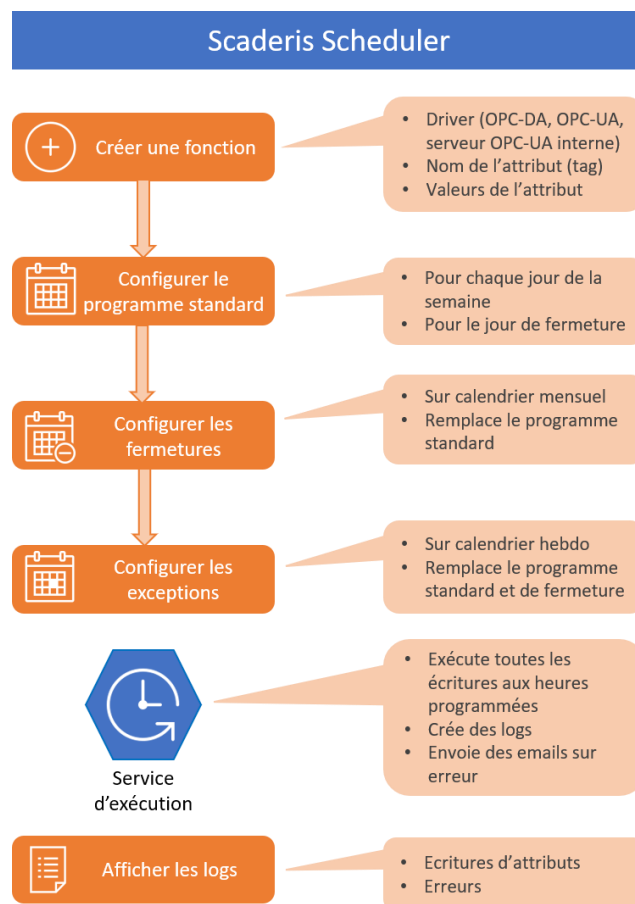 Scaderis Scheduler
Créer une fonction
• Driver (OPC-DA, OPC-UA,
serveur OPC-UA interne)
• Nom de l'attribut (tag)
• Valeurs de l'attribut
Configurer le
programme standard
• Pour chaque jour de la
semaine
• Pour le jour de fermeture
Configurer les
fermetures
• Sur calendrier mensuel
• Remplace le programme
standard
Configurer les
exceptions
• Sur calendrier hebdo
• Remplace le programme
standard et de fermeture
Service
d'exécution
• Exécute toutes les
écritures aux heures
programmées
• Crée des logs
• Envoie des emails sur
erreur
Afficher les logs
• Ecritures d'attributs
• Erreurs